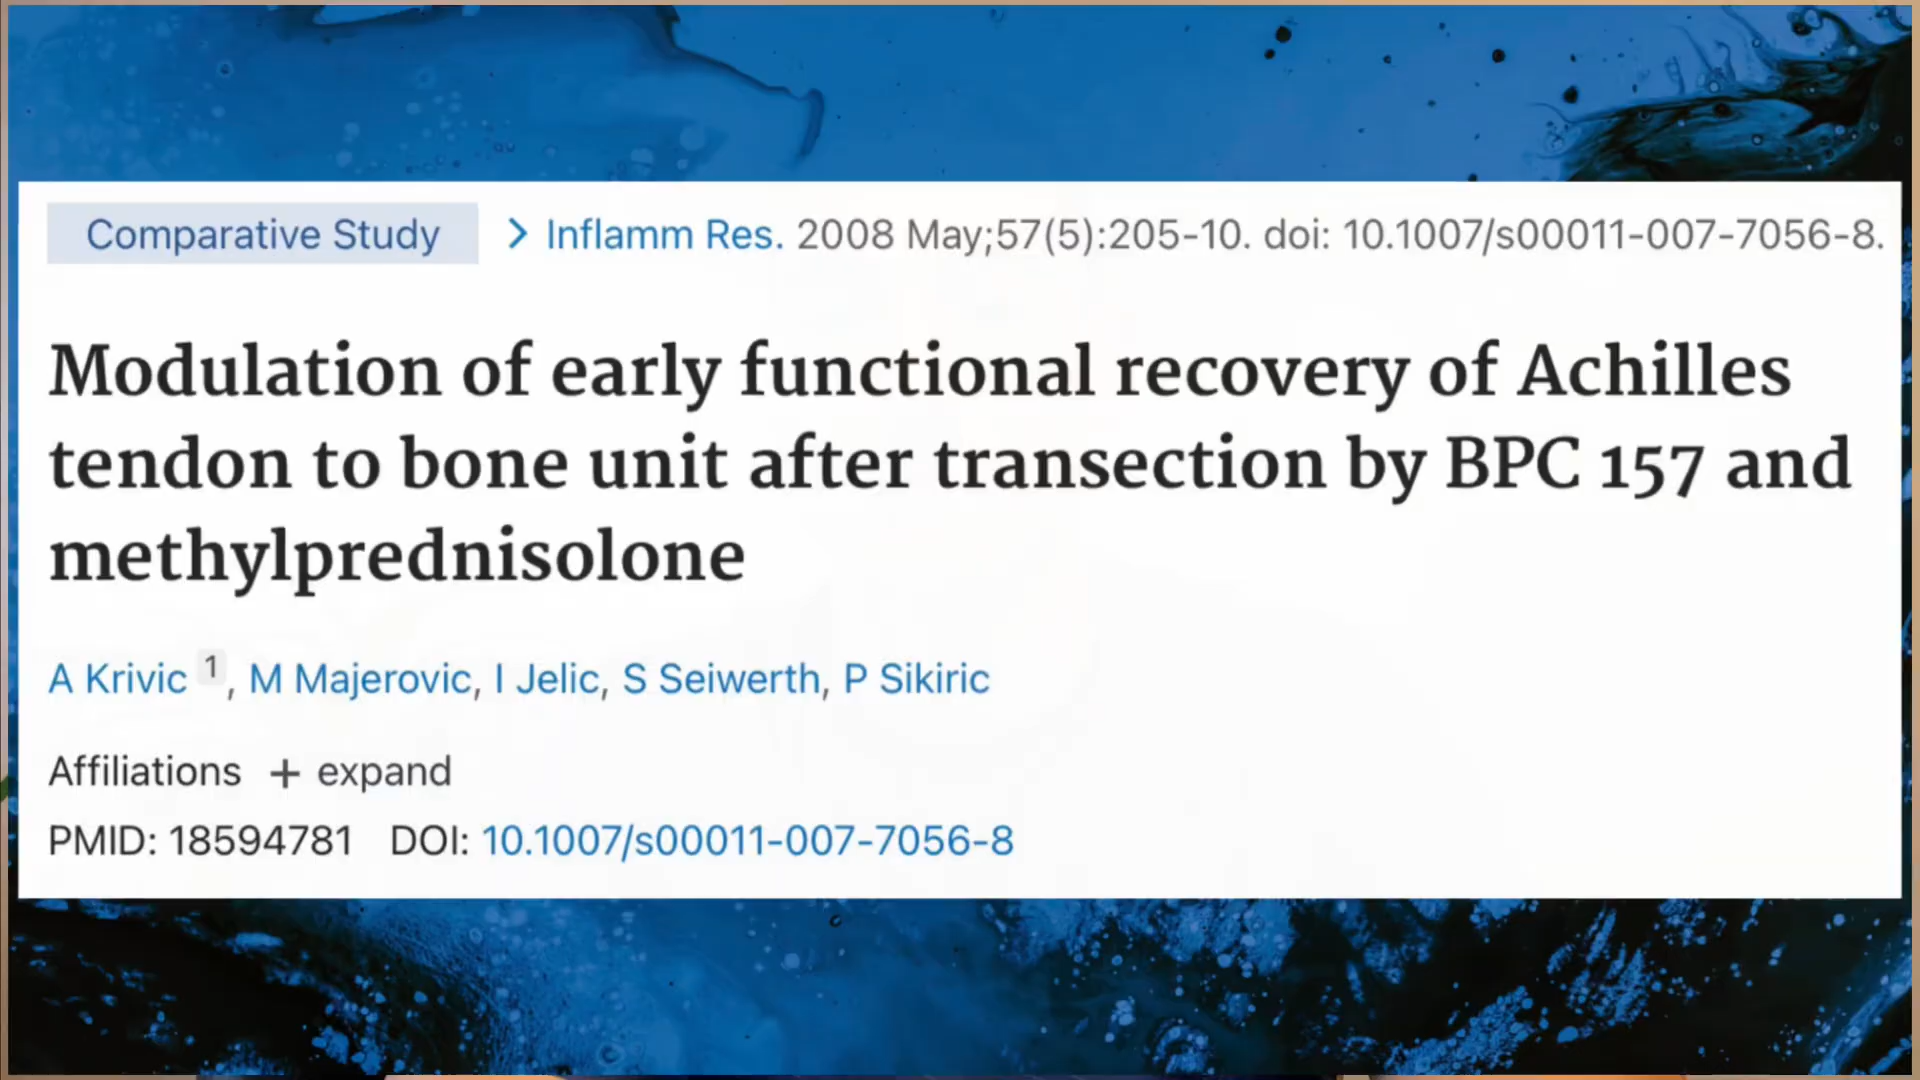 Comparative Study > Inflamm Res. 2008 May;57(5):205-10. doi: 10.1007/s00011-007-7056-8.
Modulation of early functional recovery of Achilles
tendon to bone unit after transection by BPC 157 and
methylprednisolone
A Krivic 1, M Majerovic, I Jelic, S Seiwerth, P Sikiric
Affiliations + expand
PMID: 18594781 DOI: 10.1007/s00011-007-7056-8